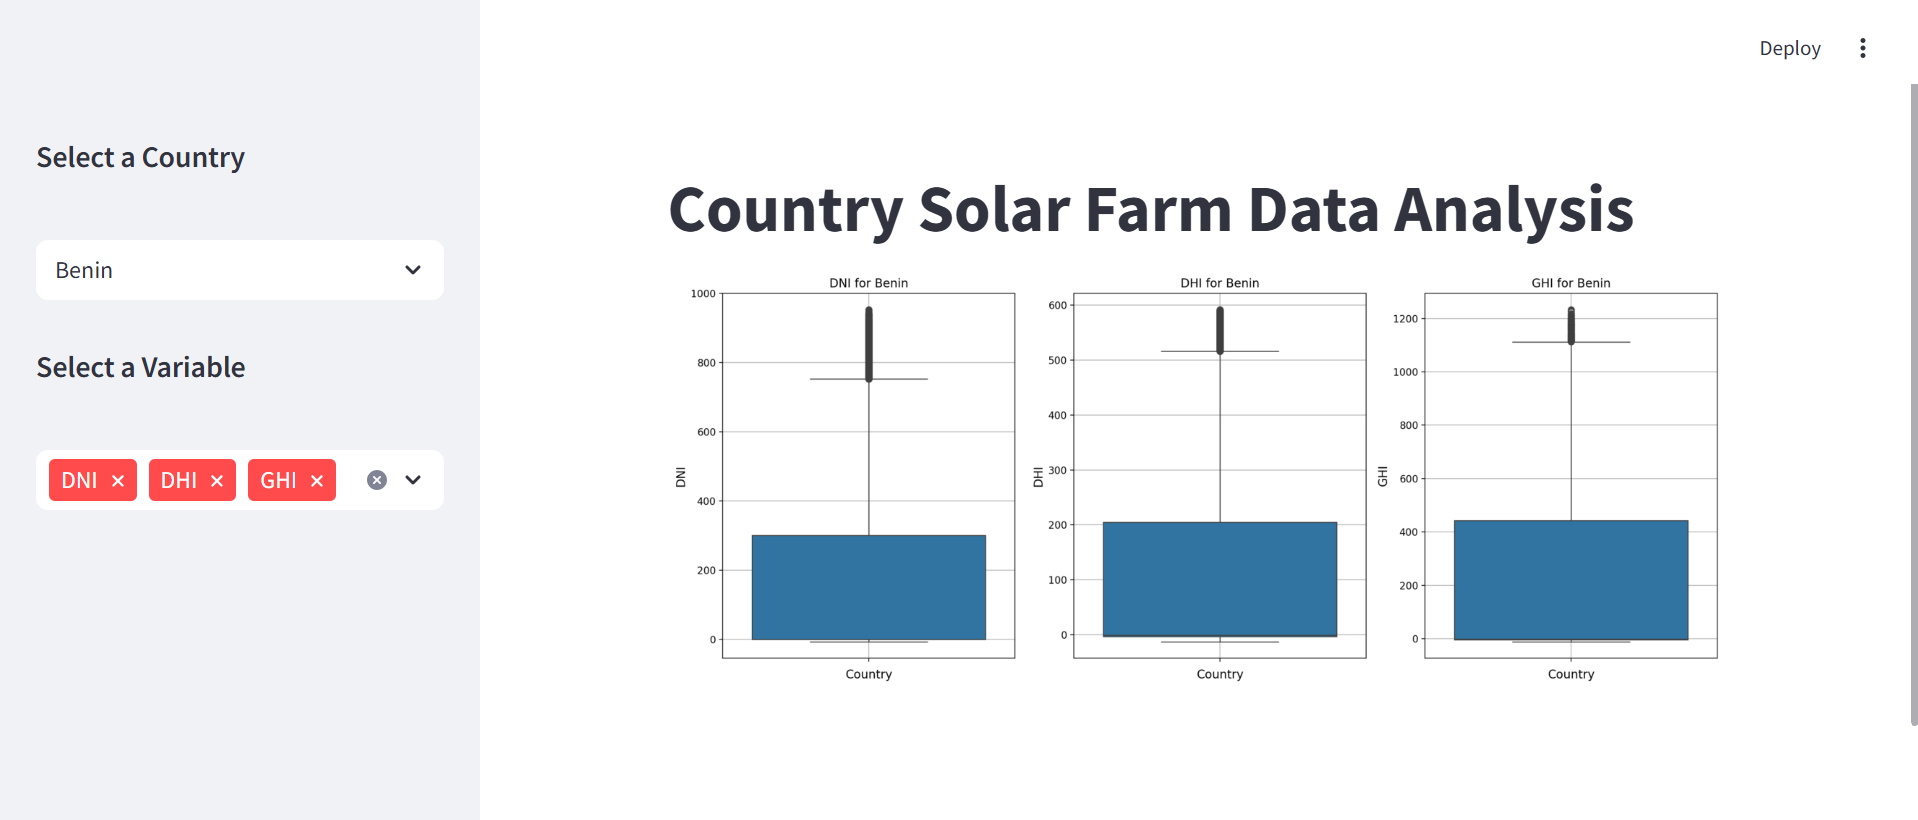 Deploy
Select a Country
Benin
Select a Variable
DNI DHI GHI
Country Solar Farm Data Analysis
DNI for Benin
1000
800
600
400
200
0
DNI
Country
DHI for Benin
600
500
400
300
200
100
0
DHI
Country
GHI for Benin
1200
1000
800
600
400
200
0
GHI
Country